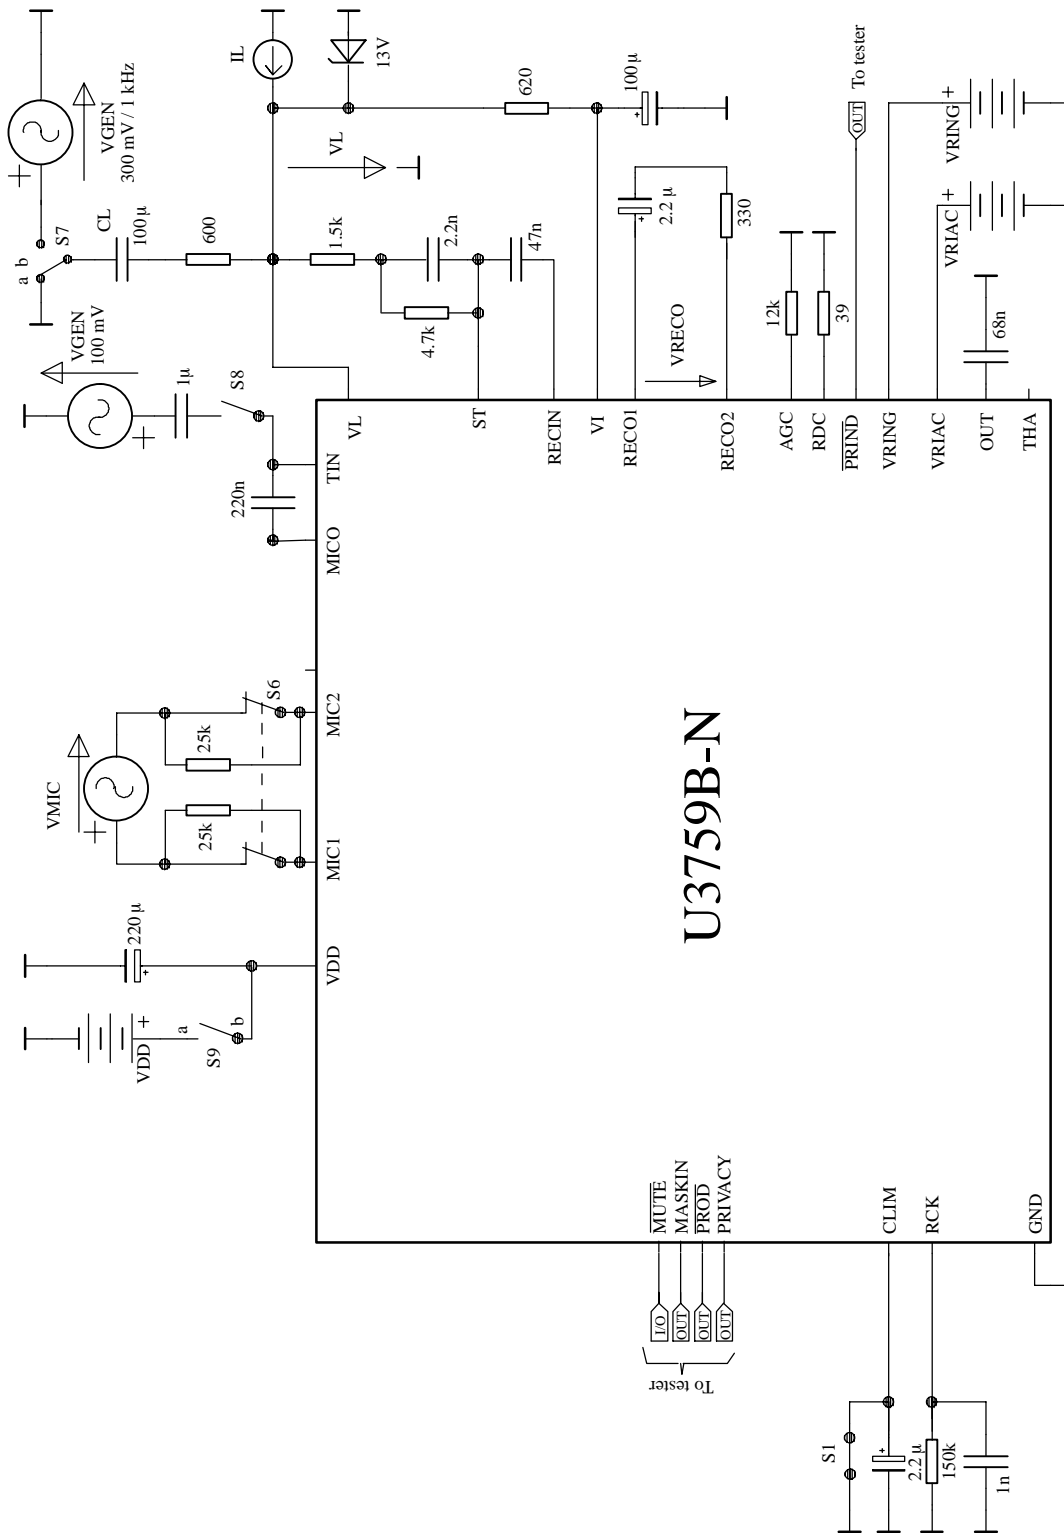 VGEN
300 mV / 1 kHz
+
a b
S7
CL
100 µ
600
VGEN
100 mV
+
1µ
S8
220n
VMIC
+
25k
25k
S6
220 µ
+
VDD +
a
b
S9
IL
13V
VL
620
100 µ
+
1.5k
2.2n
4.7k
47n
2.2 µ
+
330
VRECO
12k
39
OUT
To tester
VRING +
VRIAC +
68n
VL
ST
RECIN
VI
RECO1
RECO2
AGC
RDC
PRIND
VRING
VRIAC
OUT
THA
TIN
MICO
MIC2
MIC1
VDD
U3759B-N
MUTE
MASKIN
PROD
PRIVACY
I/O
OUT
OUT
OUT
To tester
CLIM
RCK
GND
S1
+
2.2 µ
150k
1n